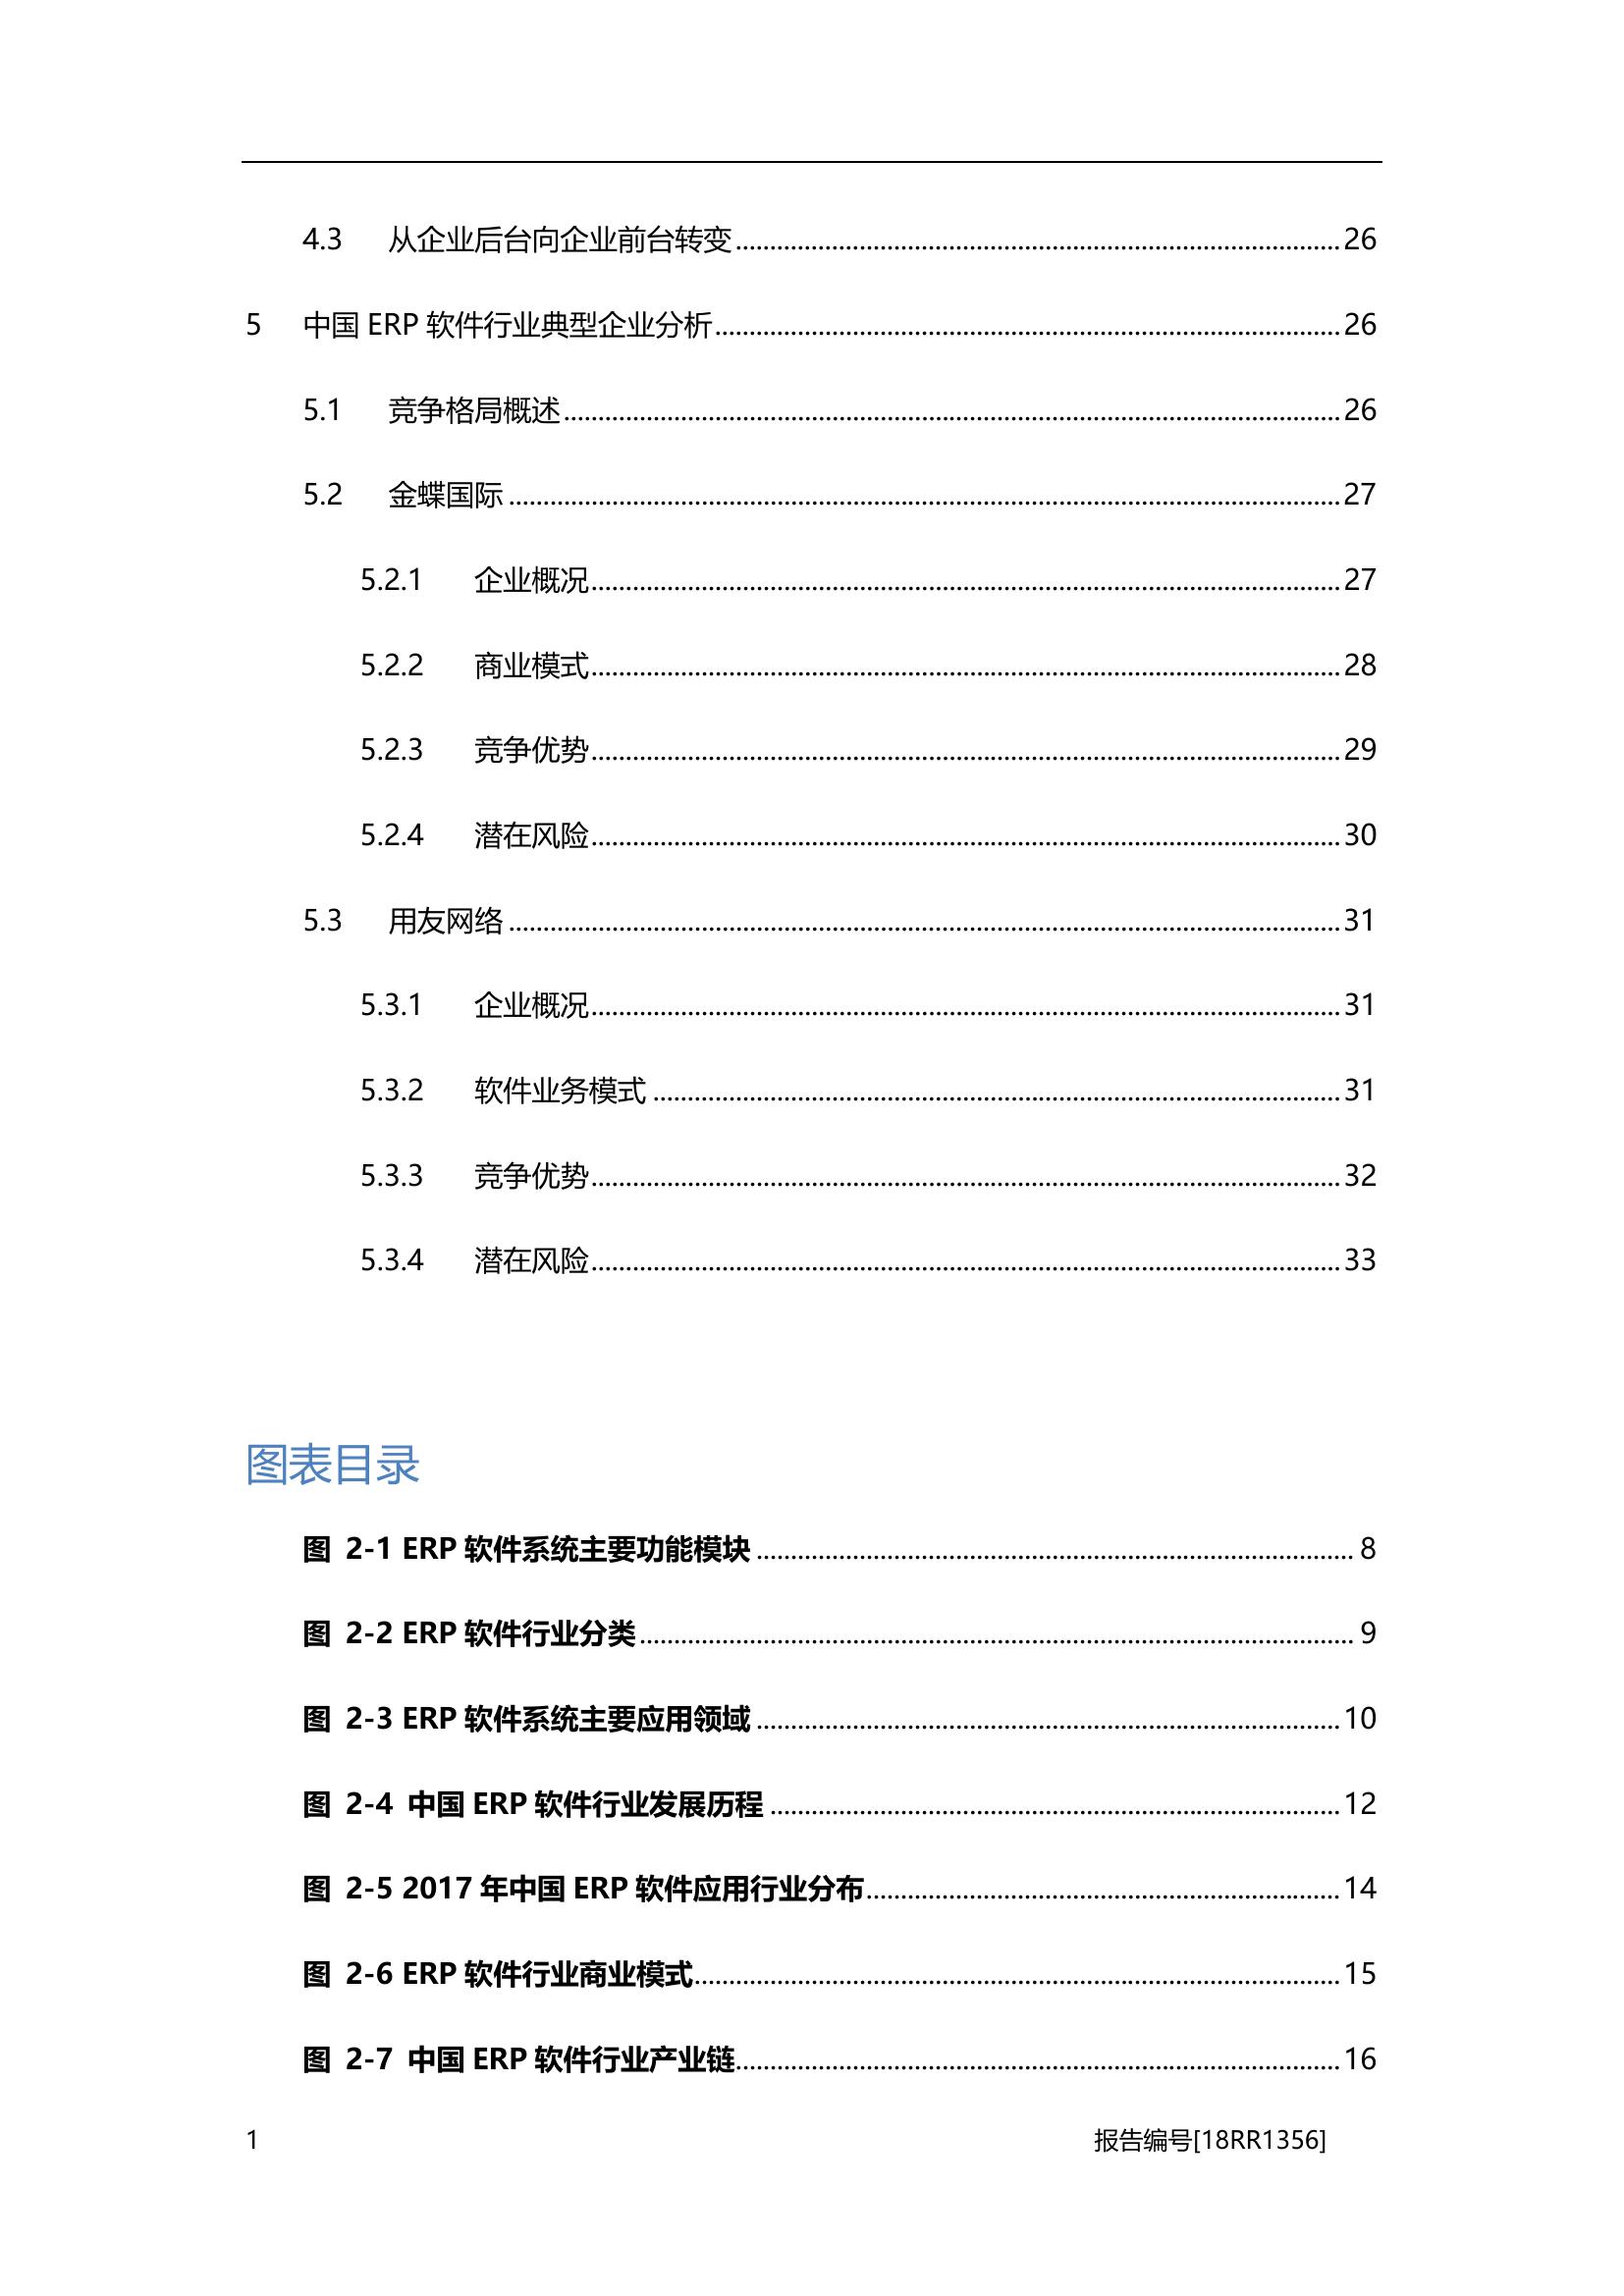 4.3 从企业后台向企业前台转变 26
5 中国 ERP 软件行业典型企业分析 26
5.1 竞争格局概述 26
5.2 金蝶国际 27
5.2.1 企业概况 27
5.2.2 商业模式 28
5.2.3 竞争优势 29
5.2.4 潜在风险 30
5.3 用友网络 31
5.3.1 企业概况 31
5.3.2 软件业务模式 31
5.3.3 竞争优势 32
5.3.4 潜在风险 33
图表目录
图 2-1 ERP 软件系统主要功能模块 8
图 2-2 ERP 软件行业分类 9
图 2-3 ERP 软件系统主要应用领域 10
图 2-4 中国 ERP 软件行业发展历程 12
图 2-5 2017 年中国 ERP 软件应用行业分布 14
图 2-6 ERP 软件行业商业模式 15
图 2-7 中国 ERP 软件行业产业链 16
1 报告编号[18RR1356]